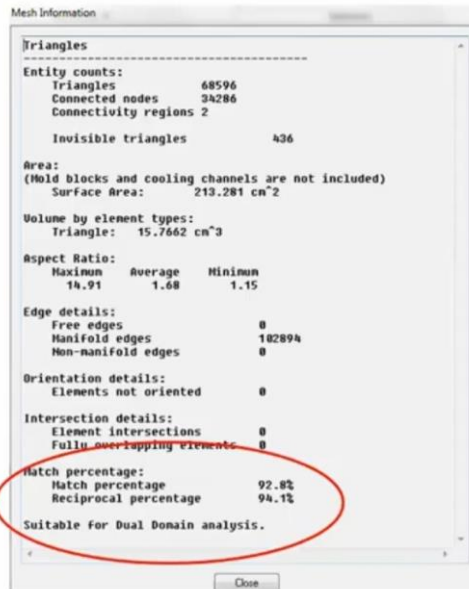 Mesh Information
Triangles
----------------------------------------
Entity counts:
Triangles 68596
Connected nodes 34286
Connectivity regions 2
Invisible triangles 436
Area:
(Mold blocks and cooling channels are not included)
Surface Area: 213.281 cm^2
Volume by element types:
Triangle: 15.7662 cm^3
Aspect Ratio:
Maximum Average Minimum
14.91 1.68 1.15
Edge details:
Free edges 0
Manifold edges 102894
Non-manifold edges 0
Orientation details:
Elements not oriented 0
Intersection details:
Element intersections 0
Fully overlapping elements 0
Match percentage:
Match percentage 92.8%
Reciprocal percentage 94.1%
Suitable for Dual Domain analysis.
Close